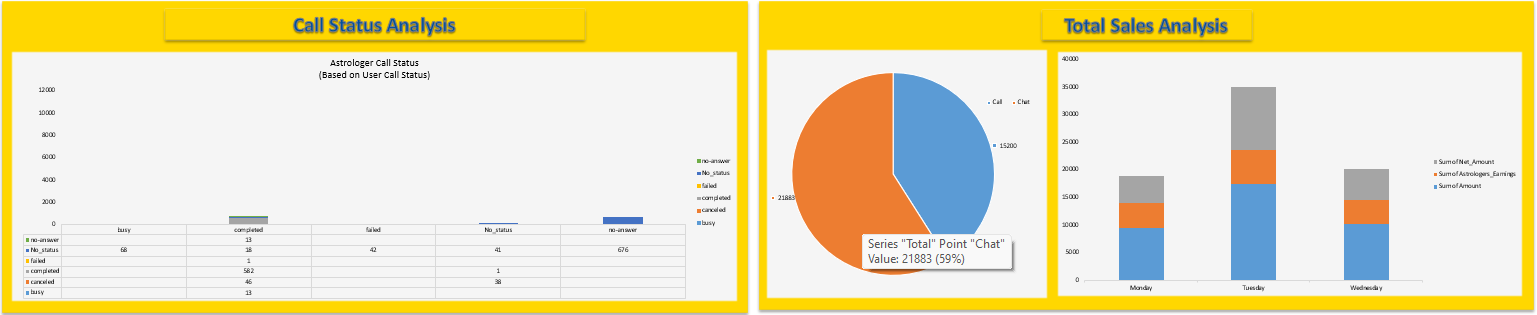 Call Status Analysis
Astrologer Call Status
(Based on User Call Status)
12000
10000
8000
6000
4000
2000
0
no-answer
No_status
failed
completed
canceled
busy
busy completed failed No_status no-answer
no-answer 13
No_status 68 18 42 41 676
failed 1
completed 582 1
canceled 46 38
busy 13
Total Sales Analysis
Call Chat
15200
21883
Series "Total" Point "Chat"
Value: 21883 (59%)
40000
35000
30000
25000
20000
15000
10000
5000
0
Monday Tuesday Wednesday
Sum of Net_Amount
Sum of Astrologers_Earnings
Sum of Amount